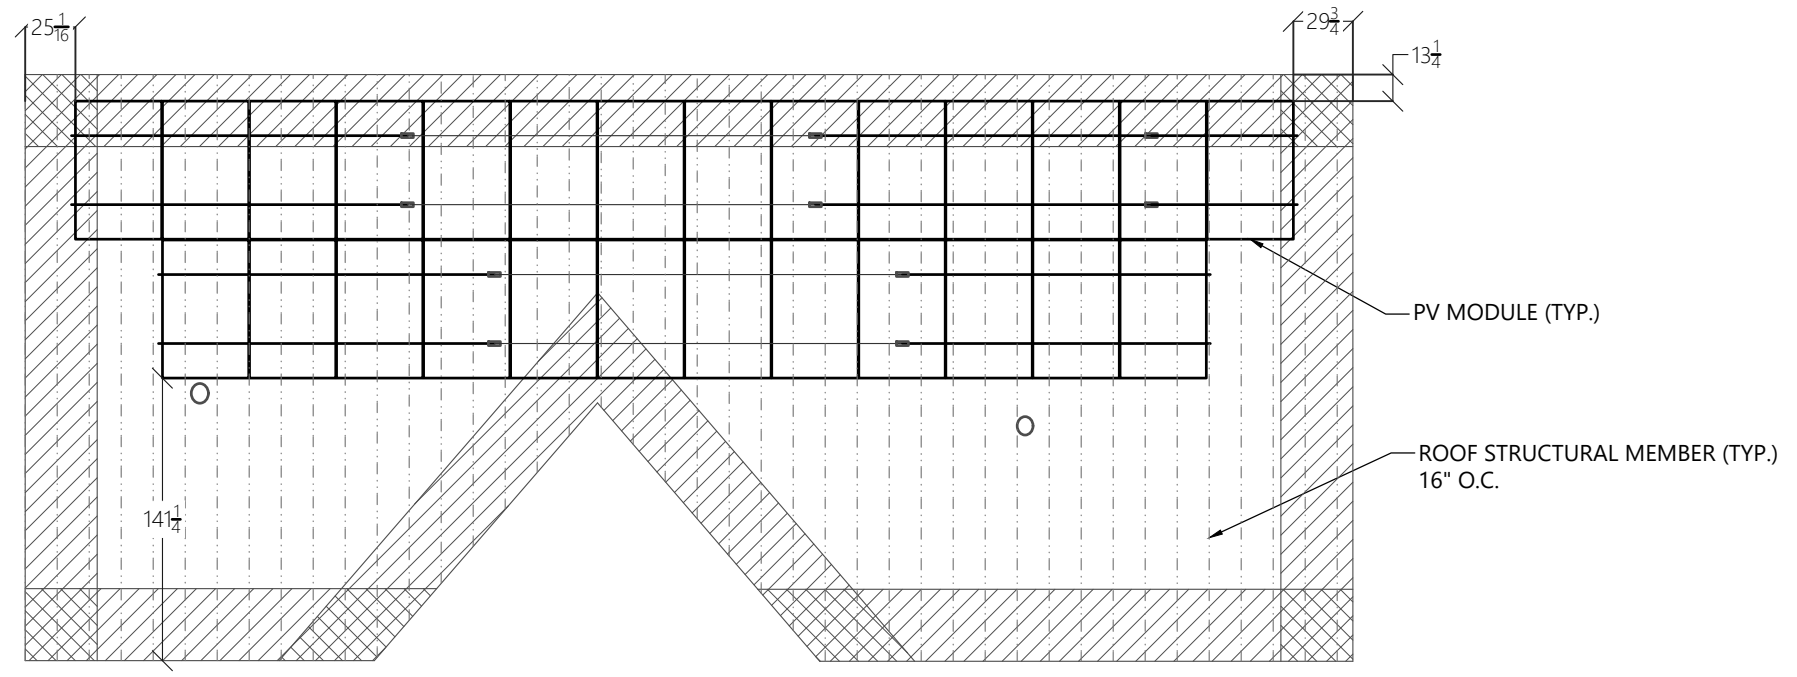 25 1/16
29 3/4
13 1/4
PV MODULE (TYP.)
ROOF STRUCTURAL MEMBER (TYP.)
16" O.C.
141 1/4